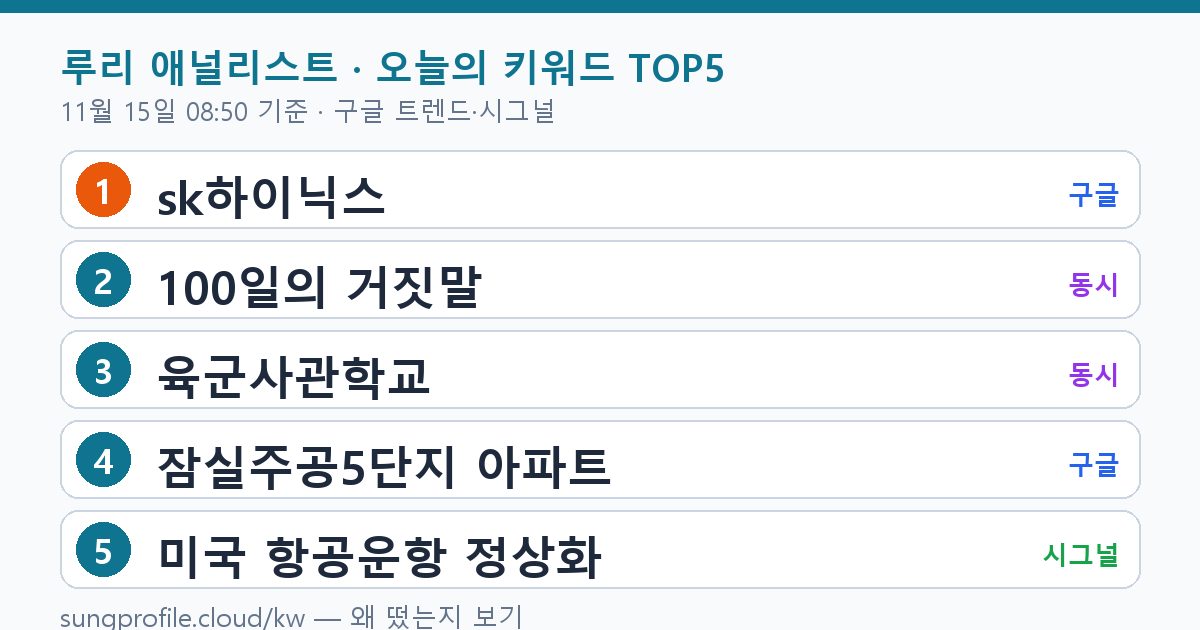 루리 애널리스트 · 오늘의 키워드 TOP5
11월 15일 08:50 기준 · 구글 트렌드·시그널
1 sk하이닉스 구글
2 100일의 거짓말 동시
3 육군사관학교 동시
4 잠실주공5단지 아파트 구글
5 미국 항공운항 정상화 시그널
sungprofile.cloud/kw — 왜 떴는지 보기